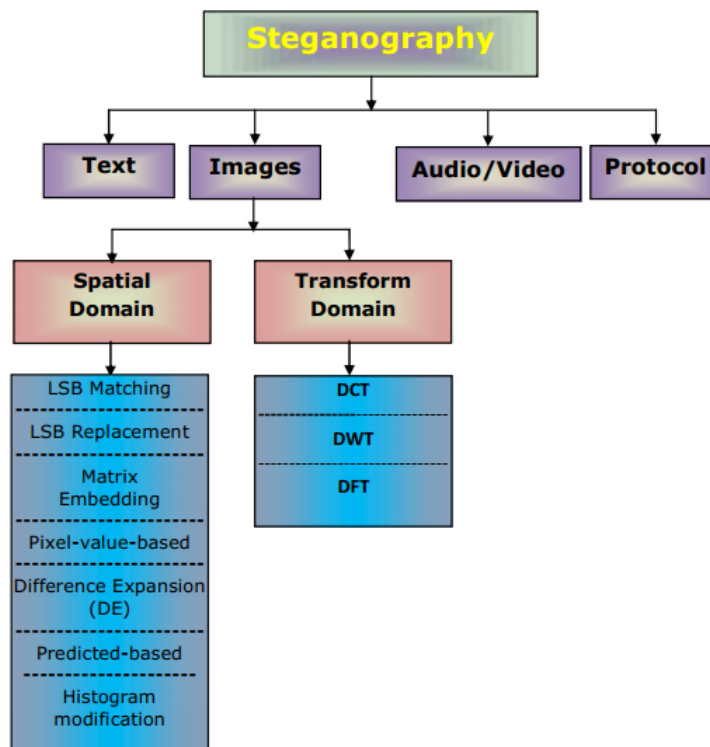 Steganography
Text
Images
Audio/Video
Protocol
Spatial
Domain
Transform
Domain
LSB Matching
LSB Replacement
Matrix
Embedding
Pixel-value-based
Difference Expansion
(DE)
Predicted-based
Histogram
modification
DCT
DWT
DFT